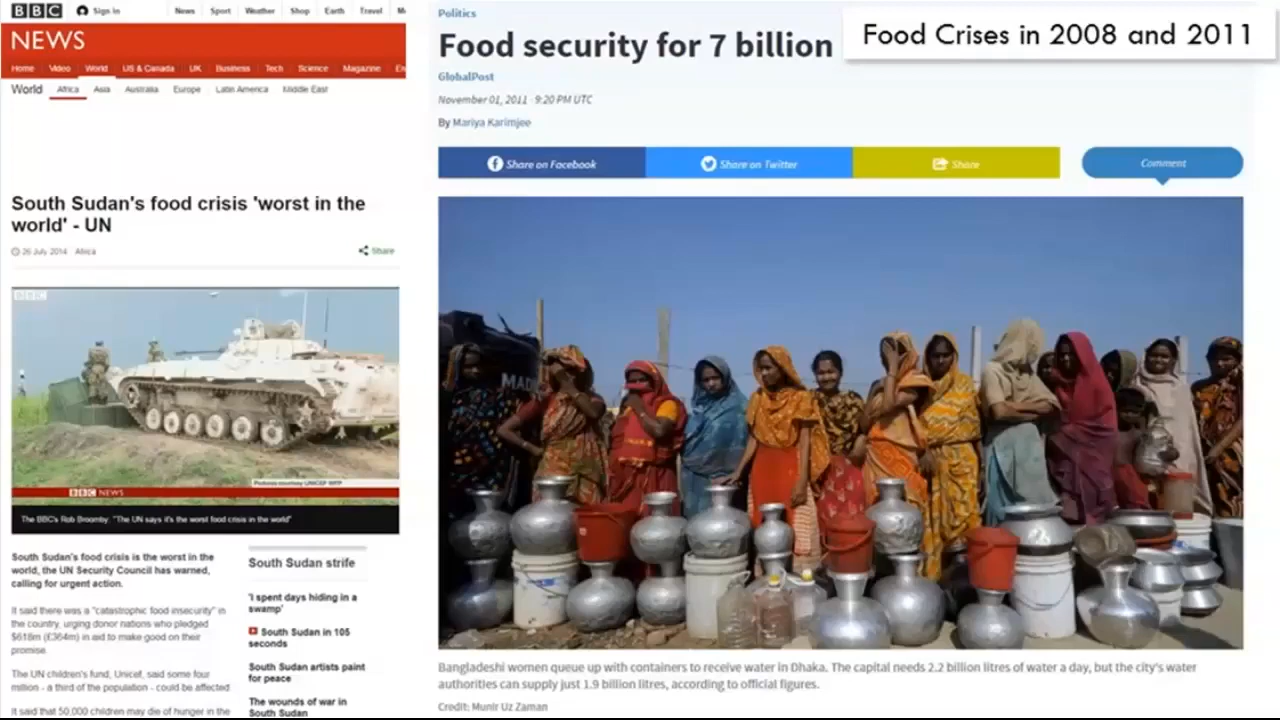 BBC Sign in News Sport Weather Shop Earth Travel M
NEWS
Home Video World US & Canada UK Business Tech Science Magazine En
World Africa Asia Australia Europe Latin America Middle East
South Sudan's food crisis 'worst in the
world' - UN
26 July 2014 Africa Share
BBC
Pictures courtesy UNICEF WFP
BBC NEWS
The BBC's Rob Broomby: "The UN says it's the worst food crisis in the world"
South Sudan's food crisis is the worst in the
world, the UN Security Council has warned,
calling for urgent action.
It said there was a "catastrophic food insecurity" in
the country, urging donor nations who pledged
$618m (£364m) in aid to make good on their
promise.
The UN children's fund, Unicef, said some four
million - a third of the population - could be affected
It said that 50,000 children may die of hunger in the
South Sudan strife
'I spent days hiding in a
swamp'
South Sudan in 105
seconds
South Sudan artists paint
for peace
The wounds of war in
South Sudan
Politics
Food security for 7 billion
GlobalPost
November 01, 2011 · 9:20 PM UTC
By Mariya Karimjee
Share on Facebook Share on Twitter Share Comment
MAD
Bangladeshi women queue up with containers to receive water in Dhaka. The capital needs 2.2 billion litres of water a day, but the city's water
authorities can supply just 1.9 billion litres, according to official figures.
Credit: Munir Uz Zaman
Food Crises in 2008 and 2011